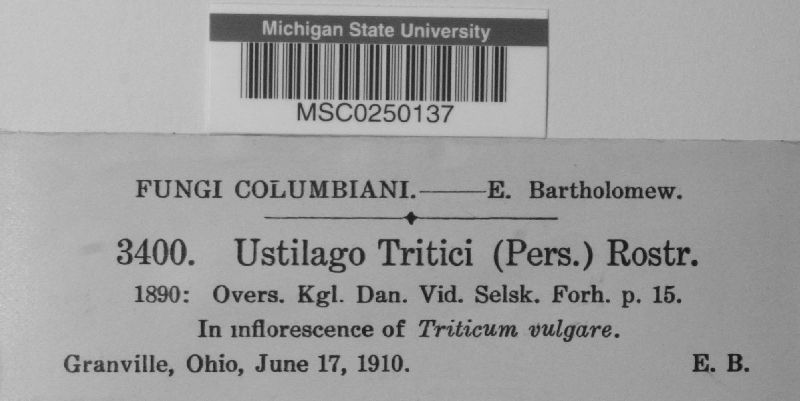 Michigan State University
MSC0250137
FUNGI COLUMBIANI.——E. Bartholomew.
3400. Ustilago Tritici (Pers.) Rostr.
1890: Overs. Kgl. Dan. Vid. Selsk. Forh. p. 15.
In inflorescence of Triticum vulgare.
Granville, Ohio, June 17, 1910. E. B.